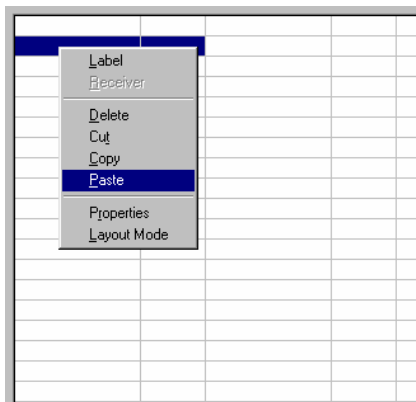 Label
Receiver
Delete
Cut
Copy
Paste
Properties
Layout Mode